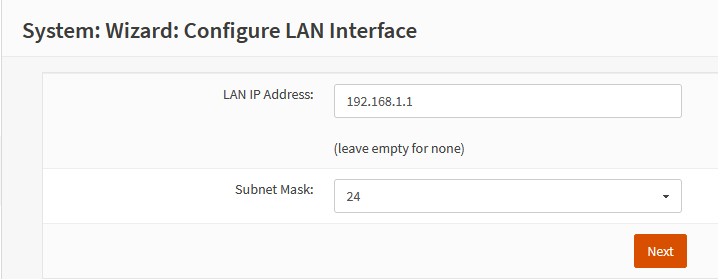 System: Wizard: Configure LAN Interface
LAN IP Address:
192.168.1.1
(leave empty for none)
Subnet Mask:
24
Next